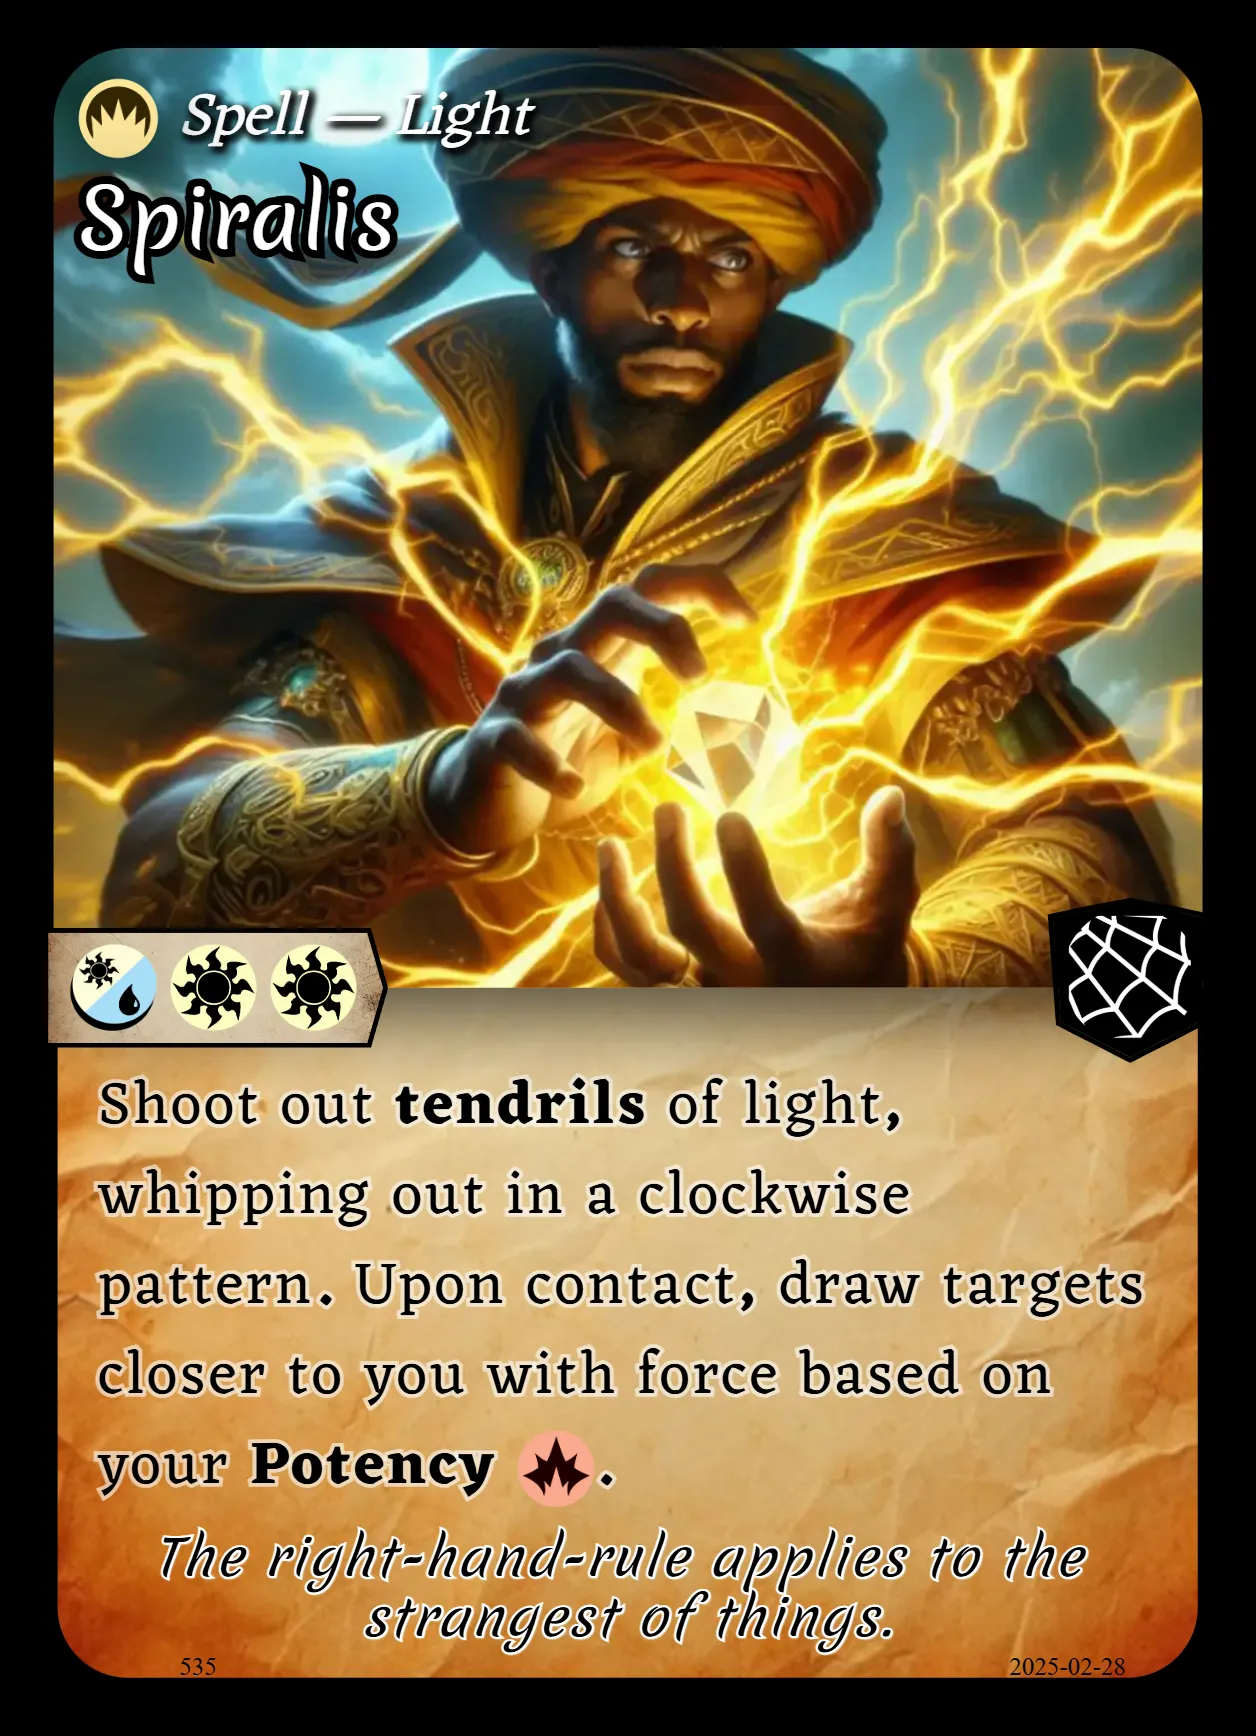 Spell — Light
Spiralis
Shoot out tendrils of light,
whipping out in a clockwise
pattern. Upon contact, draw targets
closer to you with force based on
your Potency .
The right-hand-rule applies to the
strangest of things.
535
2025-02-28